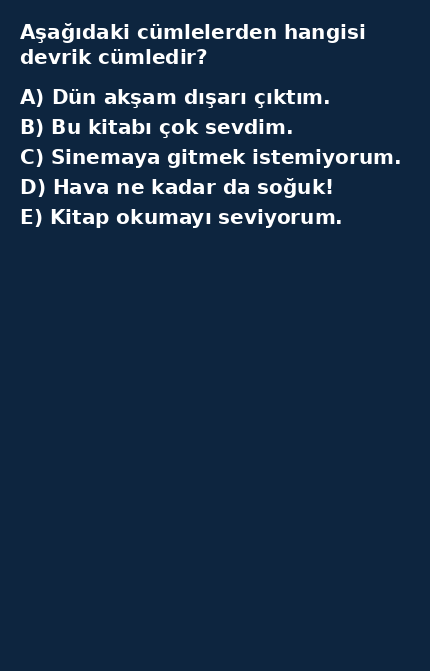 Aşağıdaki cümlelerden hangisi
devrik cümledir?
A) Dün akşam dışarı çıktım.
B) Bu kitabı çok sevdim.
C) Sinemaya gitmek istemiyorum.
D) Hava ne kadar da soğuk!
E) Kitap okumayı seviyorum.